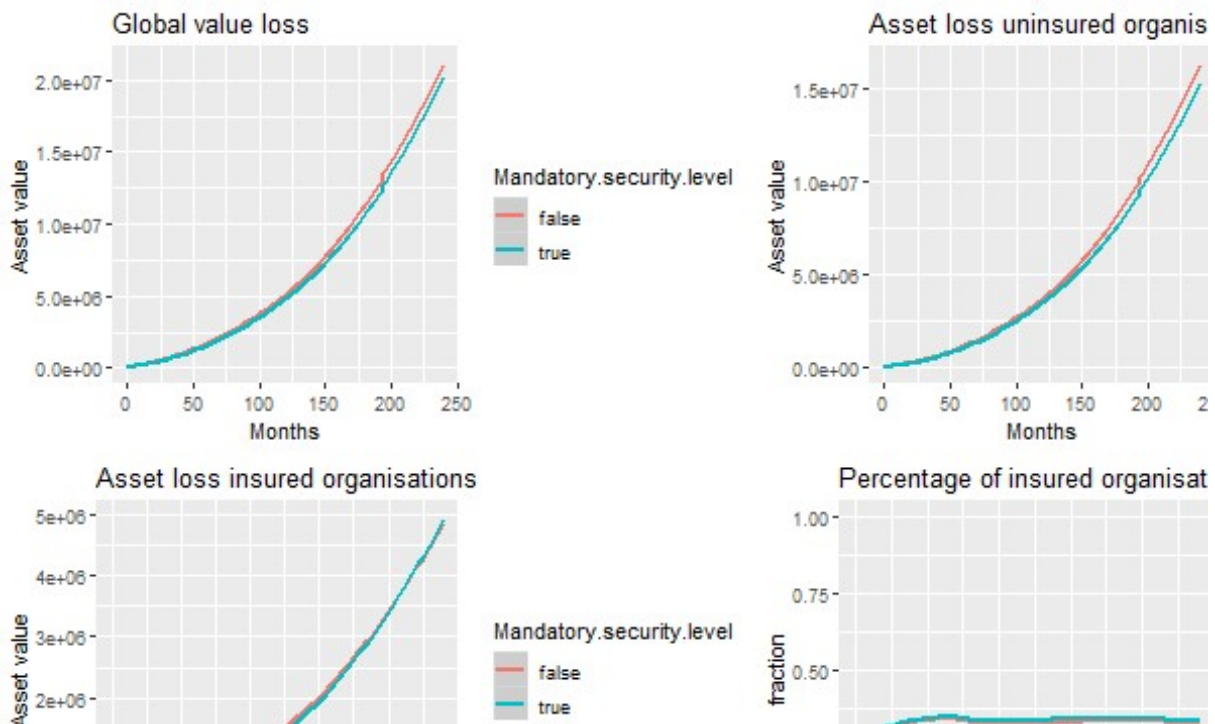 Global value loss
2.0e+07
1.5e+07
1.0e+07
5.0e+06
0.0e+00
Asset value
0 50 100 150 200 250
Months
Mandatory.security.level
false
true
Asset loss uninsured organis
1.5e+07
1.0e+07
5.0e+06
0.0e+00
Asset value
0 50 100 150 200 2
Months
Asset loss insured organisations
5e+06
4e+06
3e+06
2e+06
Asset value
Mandatory.security.level
false
true
Percentage of insured organisat
1.00
0.75
0.50
fraction